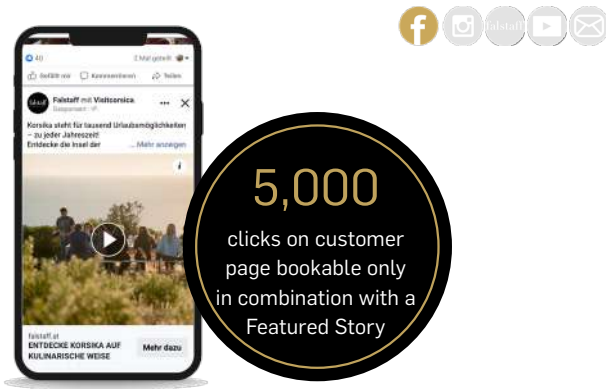 falstaff
40
2 Mal geteilt
Gefällt mir
Kommentieren
Teilen
falstaff
Falstaff mit Visitcorsica.
Gesponsert
Korsika steht für tausend Urlaubsmöglichkeiten
– zu jeder Jahreszeit!
Entdecke die Insel der
... Mehr anzeigen
falstaff.at
ENTDECKE KORSIKA AUF
KULINARISCHE WEISE
Mehr dazu
5,000
clicks on customer
page bookable only
in combination with a
Featured Story